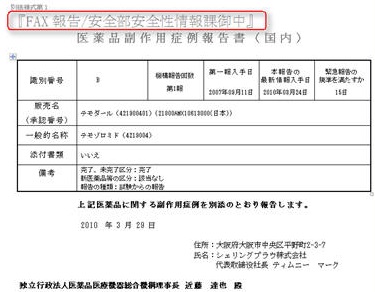 別紙様式第1
『FAX 報告/安全部安全性情報課御中』
医薬品副作用症例報告書（国内）
識別番号 B 機構報告回数 第1報 第一報入手日 2007年09月11日 本報告の最新情報入手日 2010年03月24日 緊急報告の規準を満たすか 15日
販売名
(承認番号) テモダール (421900401) (21800AMX10613000(日本))
一般的名称 テモゾロミド (4219004)
添付書類 いいえ
備考 完了, 未完了区分：完了
新医薬品等の区分：該当なし
報告の種類：試験からの報告
上記医薬品に関する副作用症例を別添のとおり報告します。
2010 年 3 月 29 日
住所：大阪府大阪市中央区平野町2-3-7
氏名：シェリングプラウ株式会社
代表取締役社長 ティムニー マーク
独立行政法人医薬品医療機器総合機構理事長 近藤 達也 殿